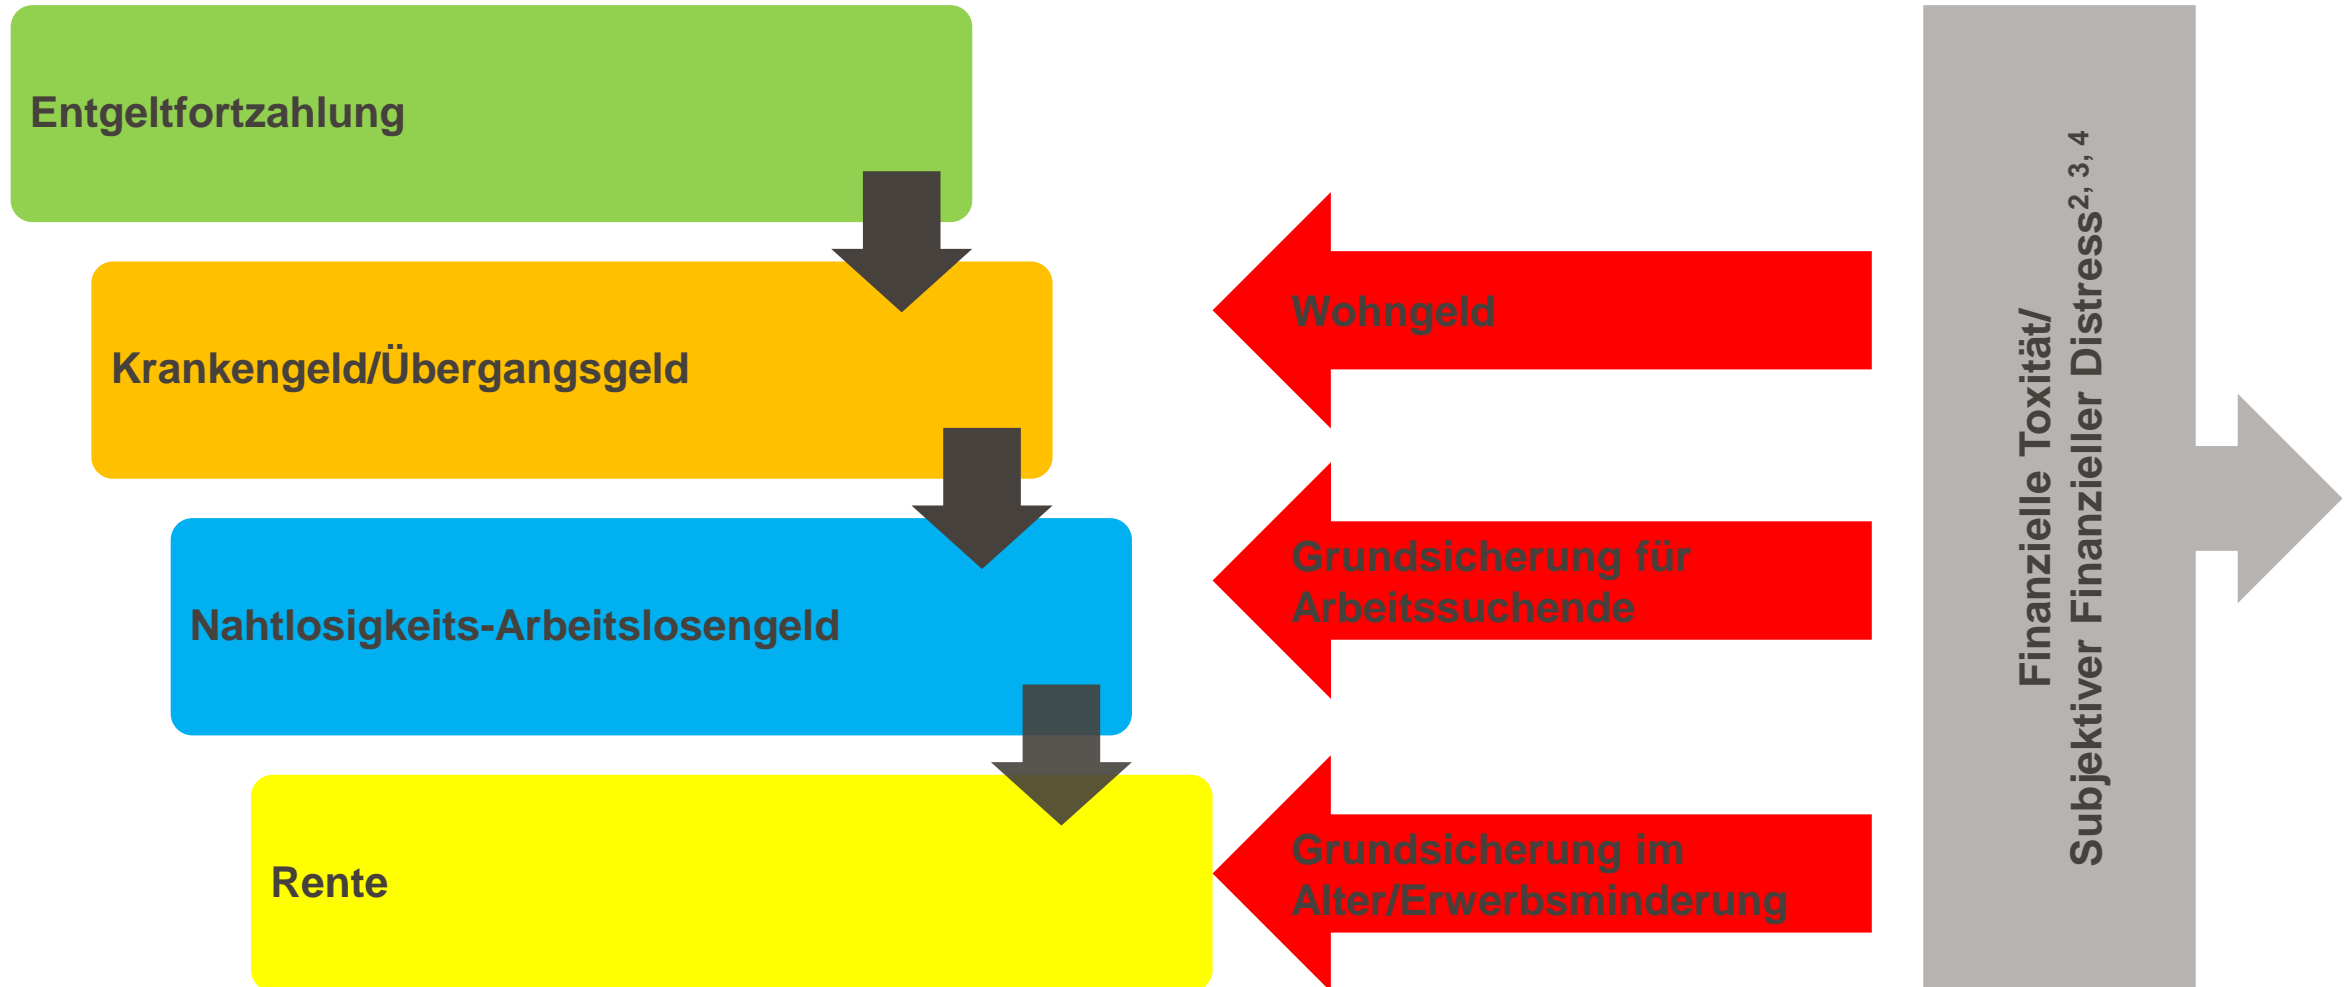 Entgeltfortzahlung
Krankengeld/Übergangsgeld
Nahtlosigkeits-Arbeitslosengeld
Rente
Wohngeld
Grundsicherung für
Arbeitssuchende
Grundsicherung im
Alter/Erwerbsminderung
Finanzielle Toxität/
Subjektiver Finanzieller Distress2, 3, 4